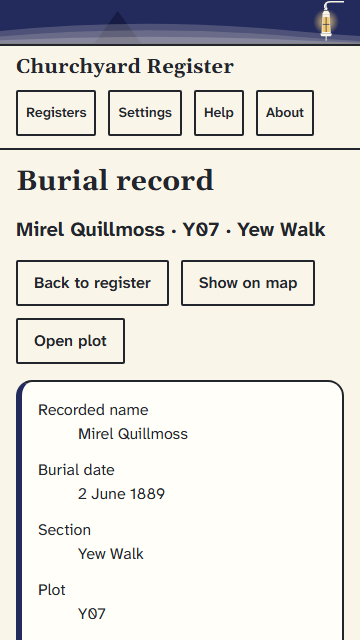 Churchyard Register
Registers Settings Help About
Burial record
Mirel Quillmoss · Y07 · Yew Walk
Back to register Show on map
Open plot
Recorded name
Mirel Quillmoss
Burial date
2 June 1889
Section
Yew Walk
Plot
Y07